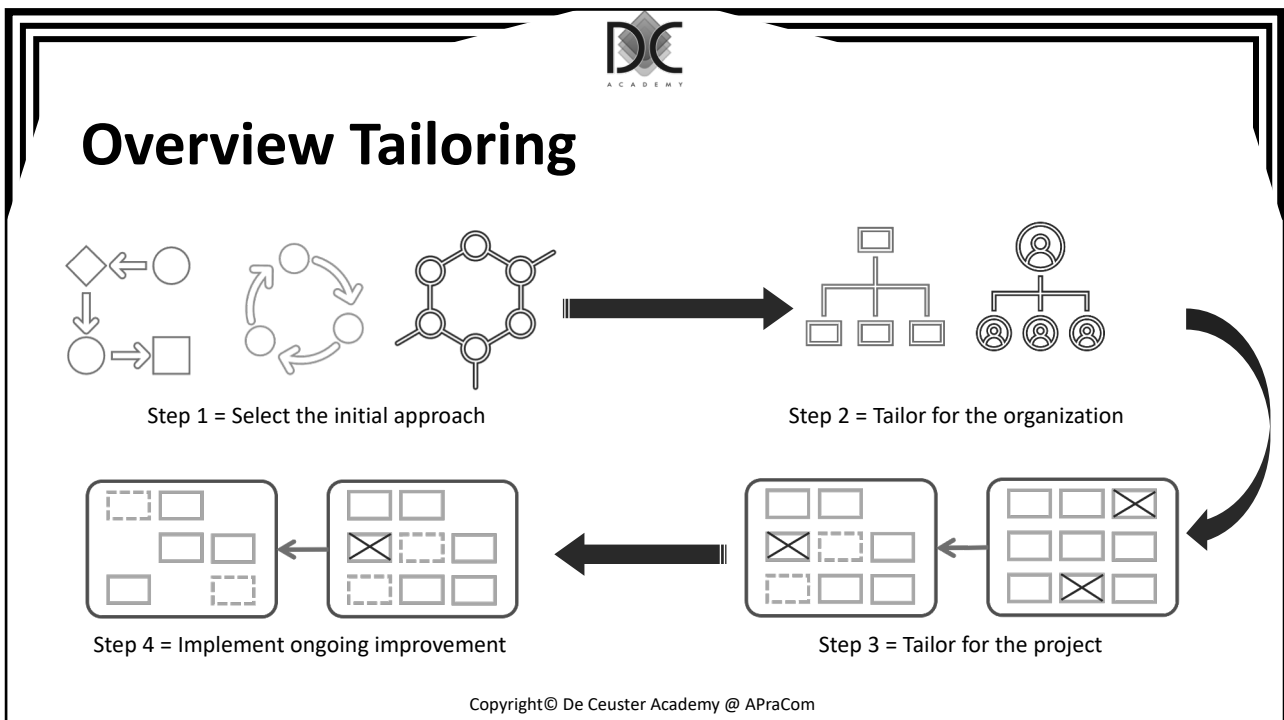 DC
ACADEMY
Overview Tailoring
Step 1 = Select the initial approach
Step 2 = Tailor for the organization
Step 4 = Implement ongoing improvement
Step 3 = Tailor for the project
Copyright© De Ceuster Academy @ APraCom